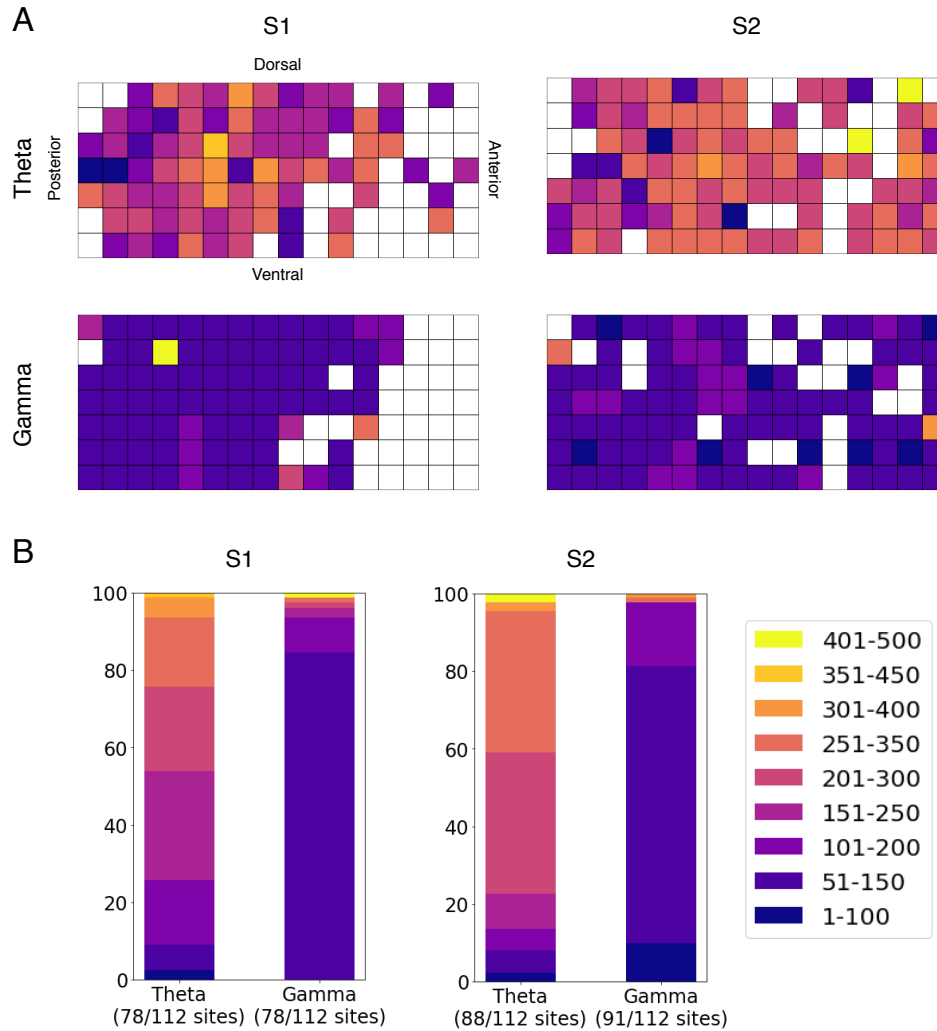 A
S1
S2
Dorsal
Theta
Posterior
Anterior
Ventral
Gamma
B
S1
S2
100
80
60
40
20
0
Theta
(78/112 sites)
Gamma
(78/112 sites)
100
80
60
40
20
0
Theta
(88/112 sites)
Gamma
(91/112 sites)
401-500
351-450
301-400
251-350
201-300
151-250
101-200
51-150
1-100